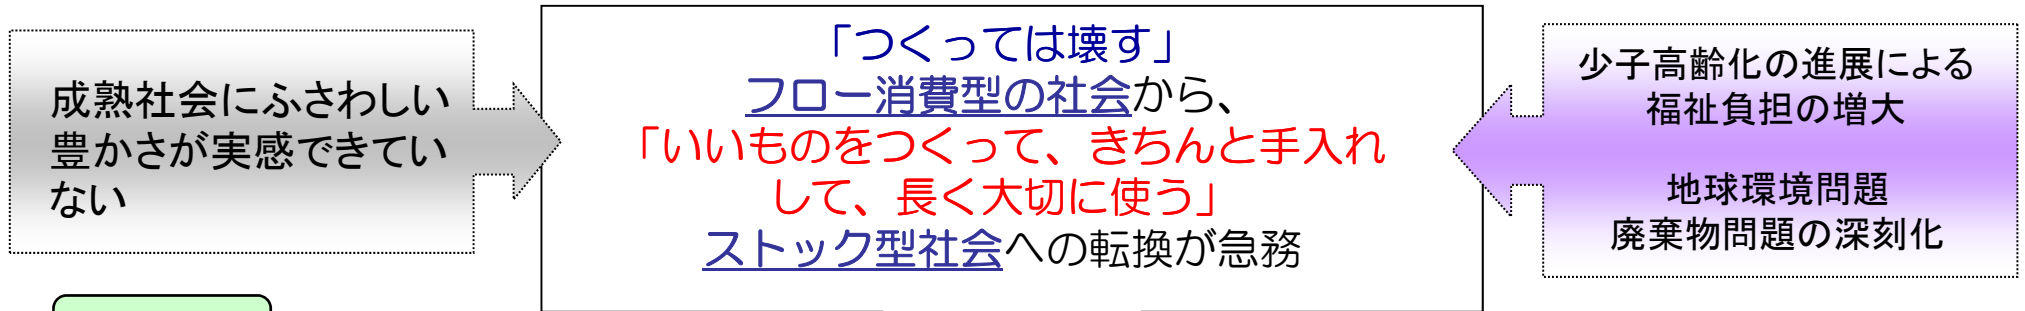 成熟社会にふさわしい
豊かさが実感できてい
ない
「つくっては壊す」
フロー消費型の社会から、
「いいものをつくって、きちんと手入れ
して、長く大切に使う」
ストック型社会への転換が急務
少子高齢化の進展による
福祉負担の増大
地球環境問題
廃棄物問題の深刻化